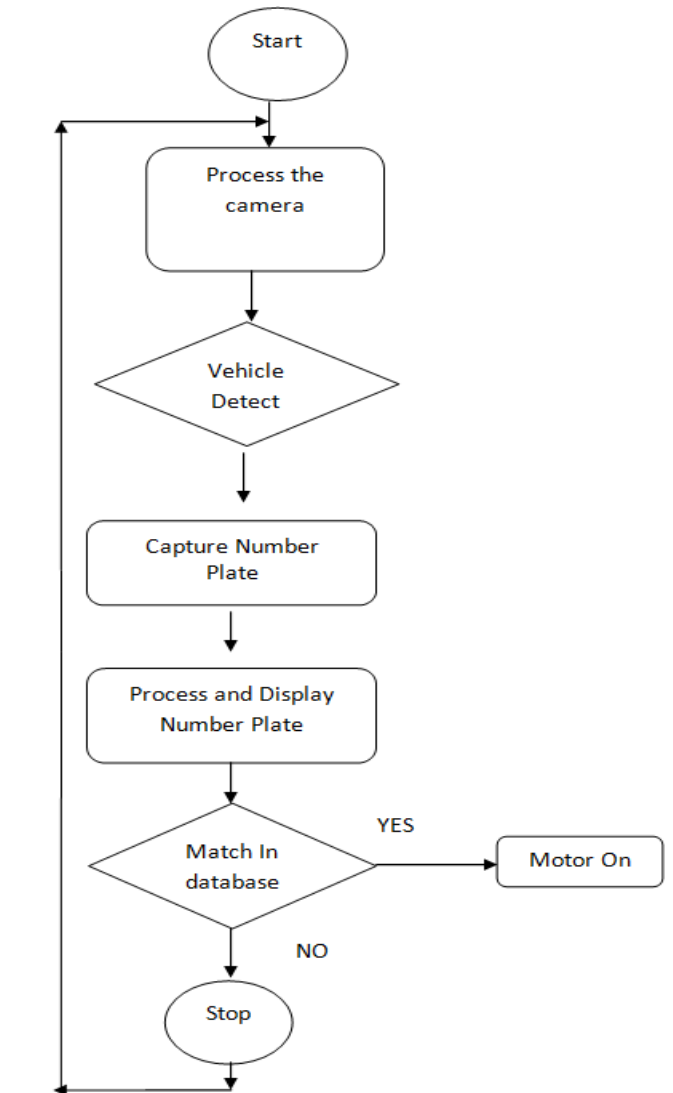 Start
Process the
camera
Vehicle
Detect
Capture Number
Plate
Process and Display
Number Plate
Match In
database
YES
Motor On
NO
Stop